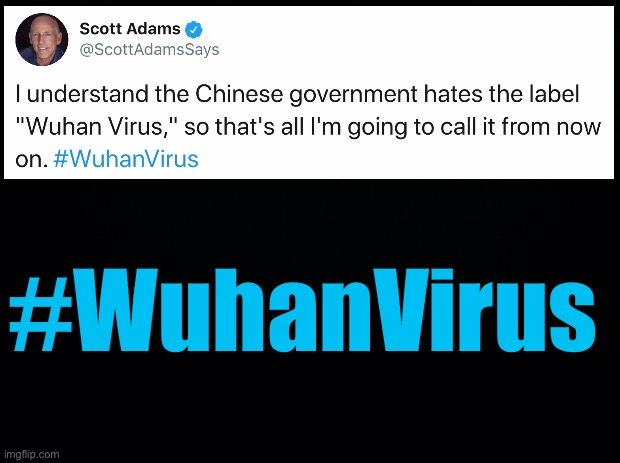 Scott Adams
@ScottAdamsSays
I understand the Chinese government hates the label
"Wuhan Virus," so that's all I'm going to call it from now
on. #WuhanVirus
#WuhanVirus
imgflip.com